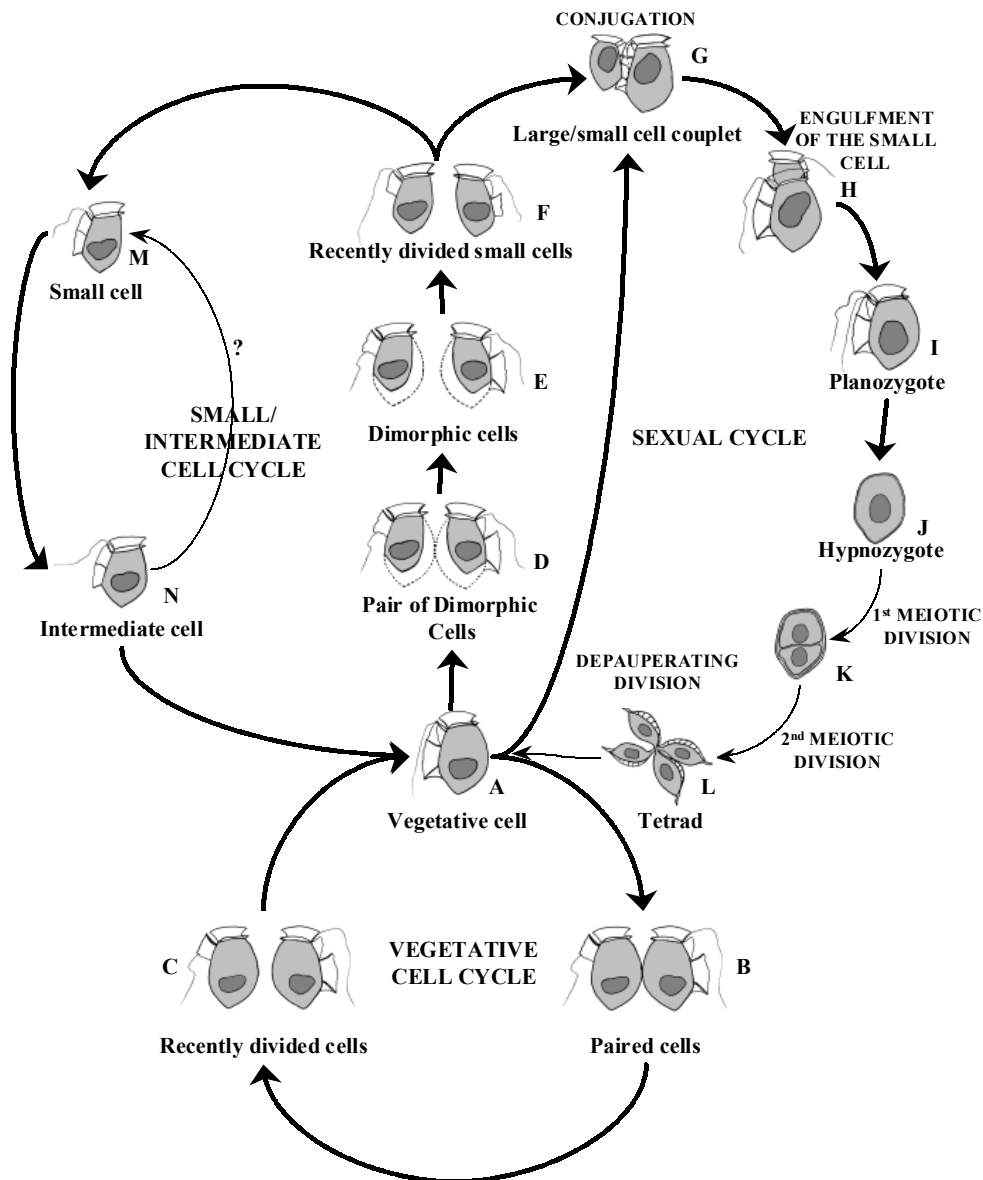 CONJUGATION
G
Large/small cell couplet
ENGULFMENT
OF THE SMALL
CELL
H
F
Recently divided small cells
M
Small cell
?
I
Planozygote
E
Dimorphic cells
SMALL/
INTERMEDIATE
CELL CYCLE
SEXUAL CYCLE
J
Hypnozygote
D
Pair of Dimorphic
Cells
N
Intermediate cell
1st MEIOTIC
DIVISION
K
DEPAUPERATING
DIVISION
2nd MEIOTIC
DIVISION
L
Tetrad
A
Vegetative cell
VEGETATIVE
CELL CYCLE
C
Recently divided cells
B
Paired cells